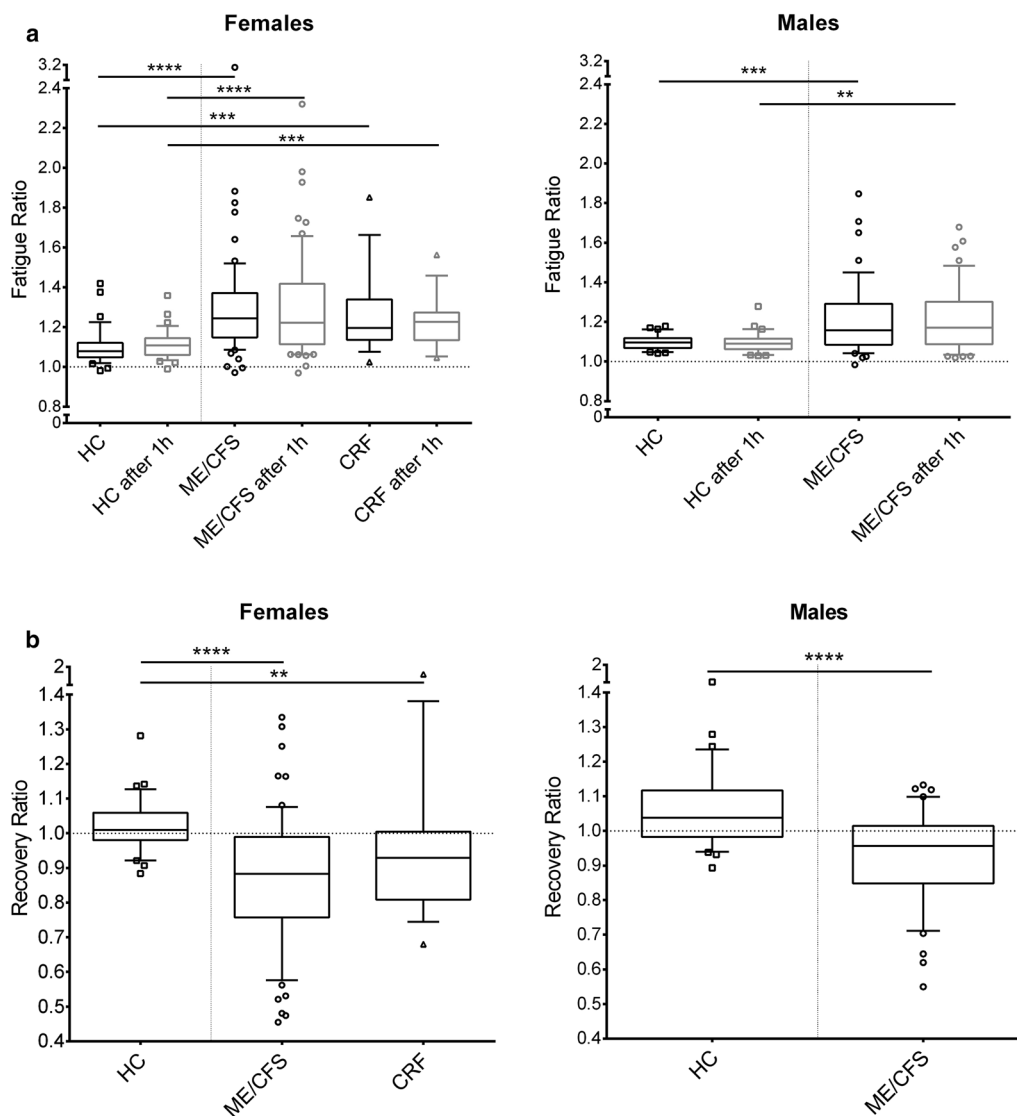 a
Females
Fatigue Ratio
3.2
2.4
2.2
2.0
1.8
1.6
1.4
1.2
1.0
0.8
0
****
****
***
***
HC
HC after 1h
ME/CFS
ME/CFS after 1h
CRF
CRF after 1h
Males
Fatigue Ratio
3.2
2.4
2.2
2.0
1.8
1.6
1.4
1.2
1.0
0.8
0
***
**
HC
HC after 1h
ME/CFS
ME/CFS after 1h
b
Females
Recovery Ratio
2
1.4
1.3
1.2
1.1
1.0
0.9
0.8
0.7
0.6
0.5
0.4
****
**
HC
ME/CFS
CRF
Males
Recovery Ratio
2
1.4
1.3
1.2
1.1
1.0
0.9
0.8
0.7
0.6
0.5
0.4
****
HC
ME/CFS